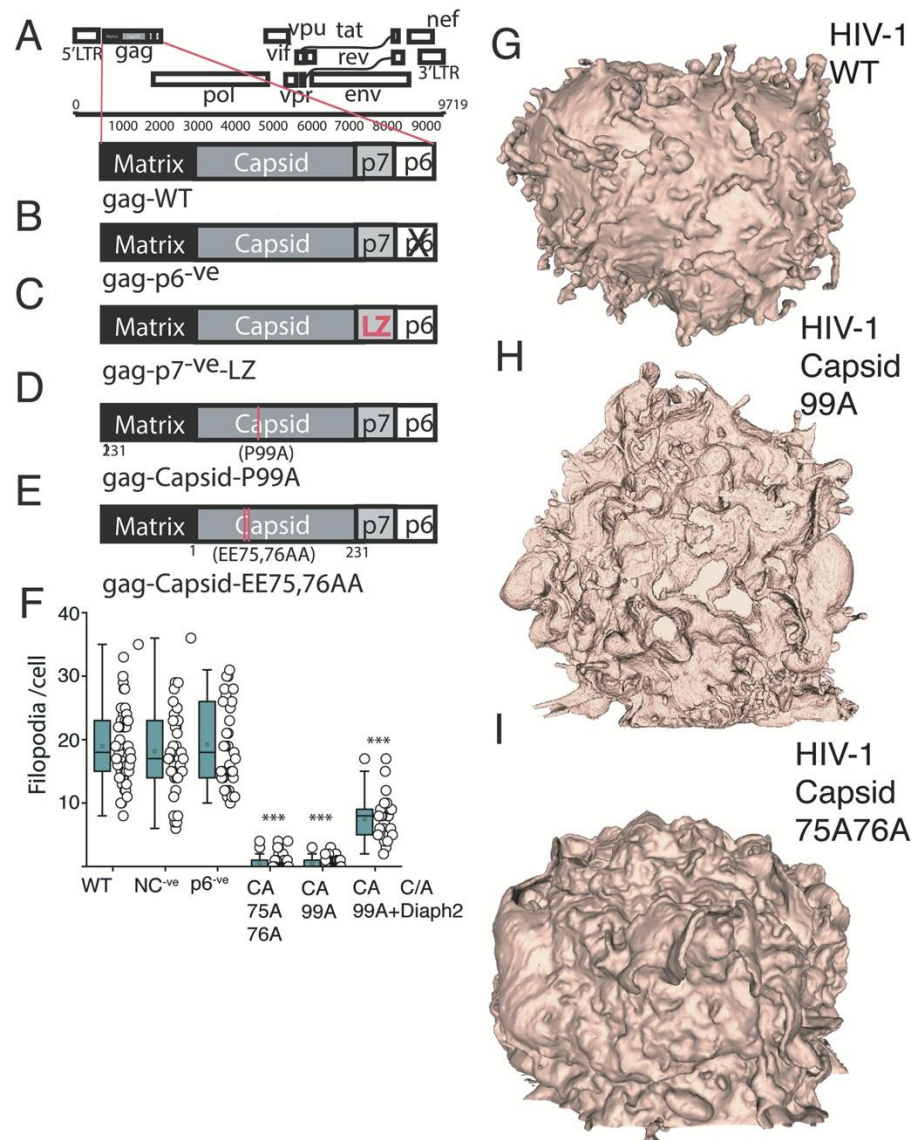 A
5'LTR
gag
Matrix
Capsid
vif
vpu
tat
rev
nef
3'LTR
pol
vpr
env
0
9719
1000 2000 3000 4000 5000 6000 7000 8000 9000
Matrix Capsid p7 p6
gag-WT
B
Matrix Capsid p7 p6
X
gag-p6-ve
C
Matrix Capsid LZ p6
gag-p7-ve-LZ
D
Matrix Capsid p7 p6
231
(P99A)
gag-Capsid-P99A
E
Matrix Capsid p7 p6
1 (EE75,76AA) 231
gag-Capsid-EE75,76AA
F
Filopodia /cell
40
30
20
10
*** *** ***
WT NC-ve p6-ve CA CA CA C/A
75A 99A 99A+Diaph2
76A
G
HIV-1
WT
H
HIV-1
Capsid
99A
I
HIV-1
Capsid
75A76A